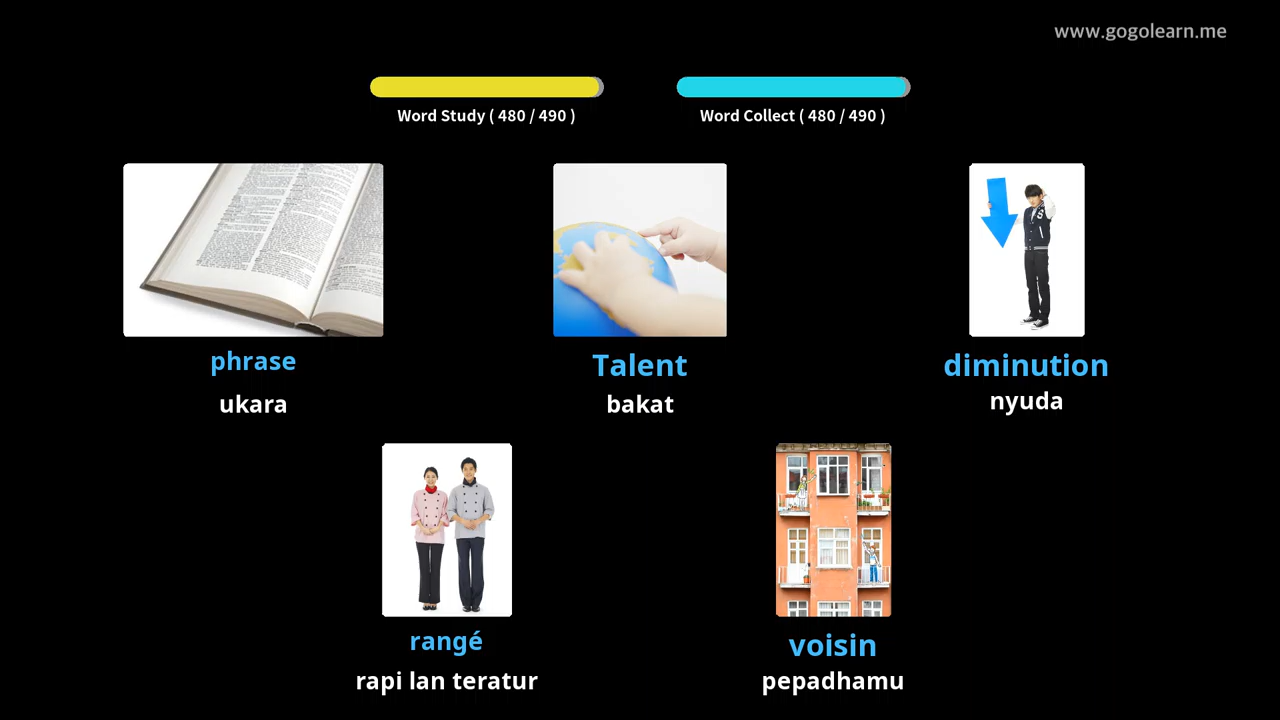 www.gogolearn.me
Word Study ( 480 / 490 )
Word Collect ( 480 / 490 )
phrase
ukara
Talent
bakat
diminution
nyuda
rangé
rapi lan teratur
voisin
pepadhamu